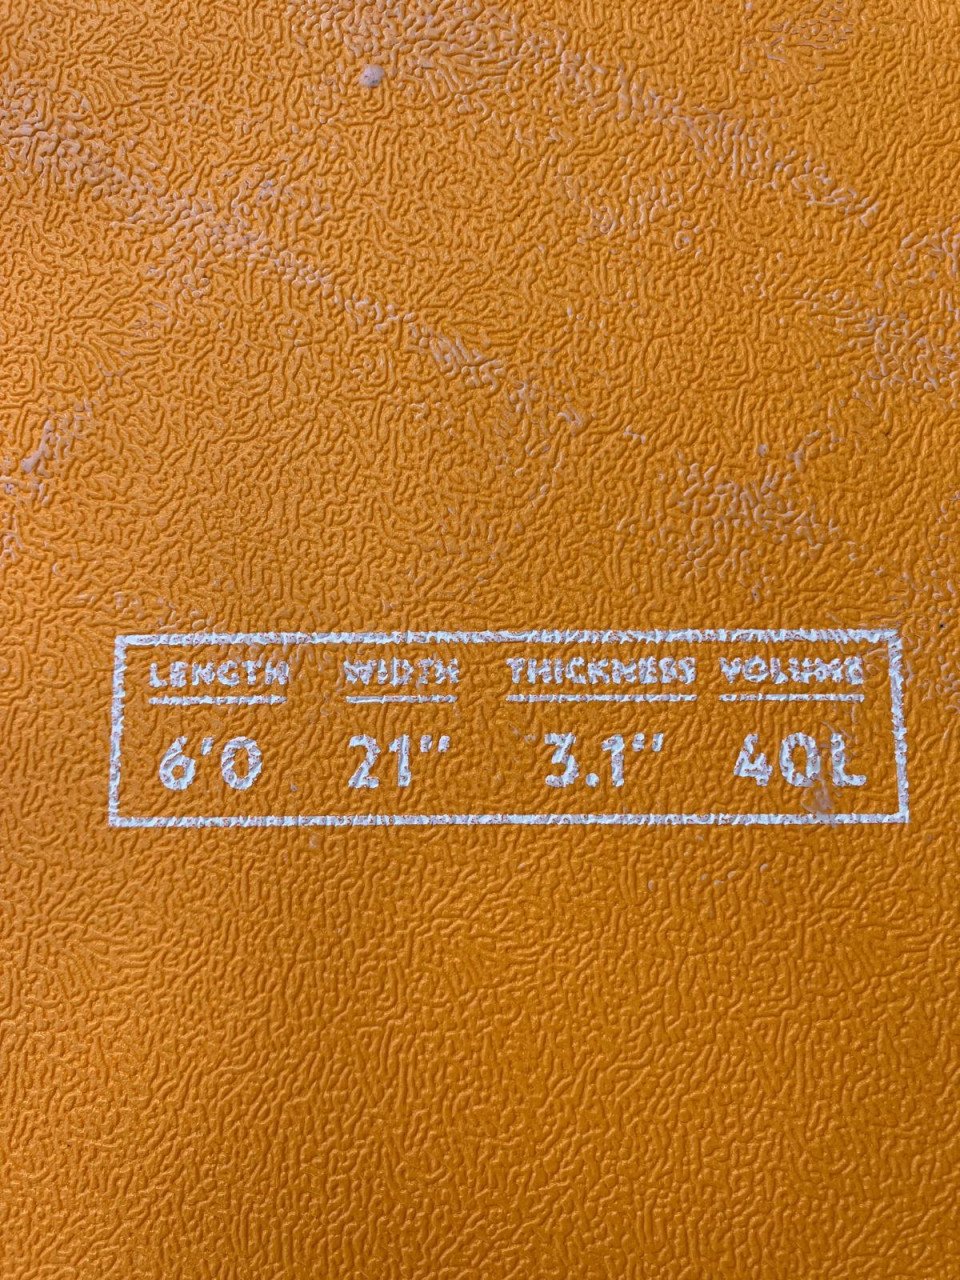 LENGTH WIDTH THICKNESS VOLUME
6'0 21" 3.1" 40L